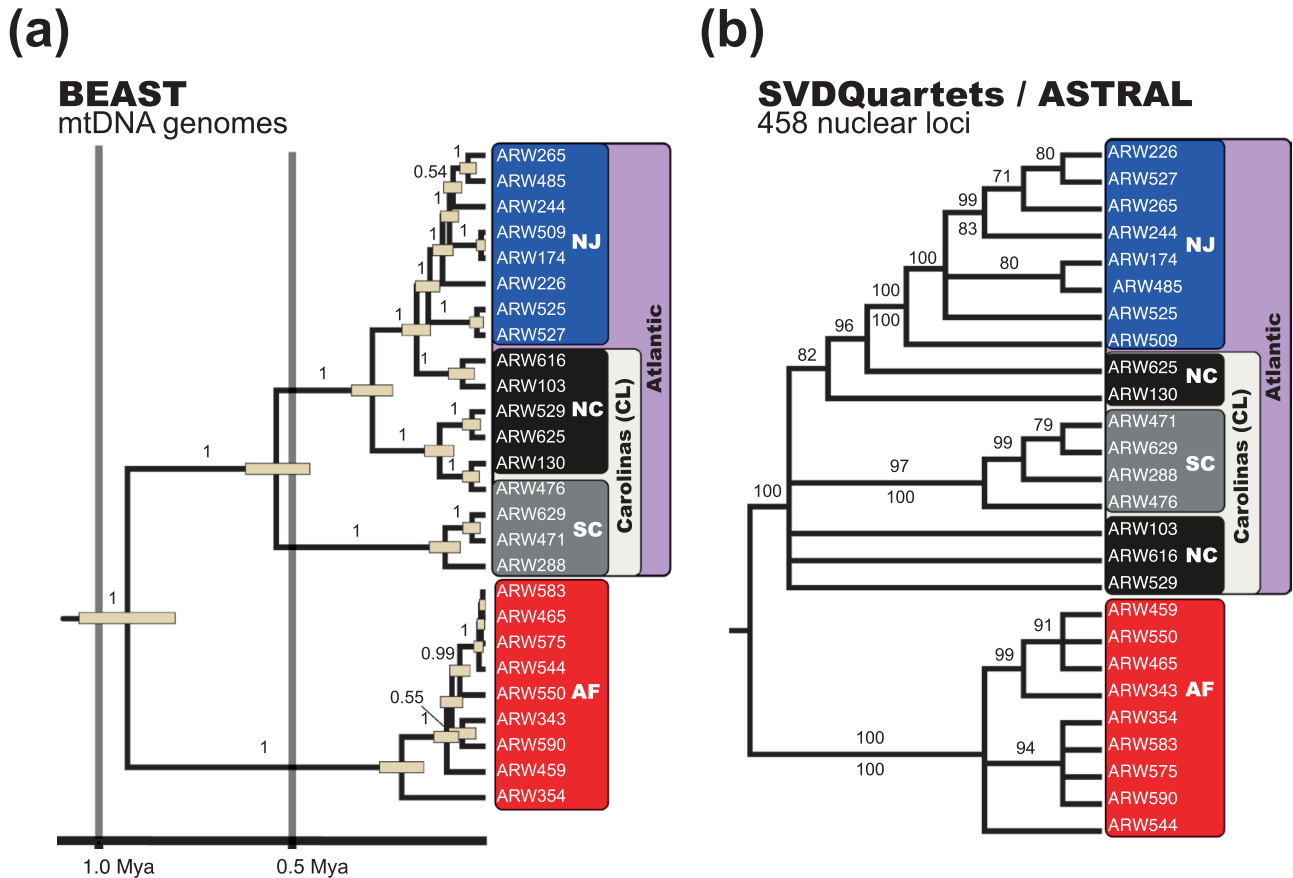 (a)
BEAST
mtDNA genomes
1
ARW265
0.54
ARW485
1
ARW244
1
ARW509
NJ
1
ARW174
1
ARW226
1
ARW525
1
ARW527
1
ARW616
ARW103
1
ARW529
NC
1
ARW625
1
ARW130
1
ARW476
1
ARW629
SC
1
ARW471
ARW288
Carolinas (CL)
Atlantic
1
ARW583
ARW465
1
ARW575
0.99
ARW544
0.55
ARW550
AF
1
ARW343
ARW590
1
ARW459
ARW354
1.0 Mya
0.5 Mya
(b)
SVDQuartets / ASTRAL
458 nuclear loci
80
ARW226
71
ARW527
99
ARW265
83
ARW244
NJ
100
80
ARW174
ARW485
100
100
ARW525
96
ARW509
82
ARW625
NC
ARW130
79
ARW471
99
ARW629
97
SC
ARW288
100
100
ARW476
ARW103
NC
ARW616
ARW529
Carolinas (CL)
Atlantic
ARW459
91
ARW550
99
ARW465
ARW343
AF
ARW354
100
94
ARW583
100
ARW575
ARW590
ARW544